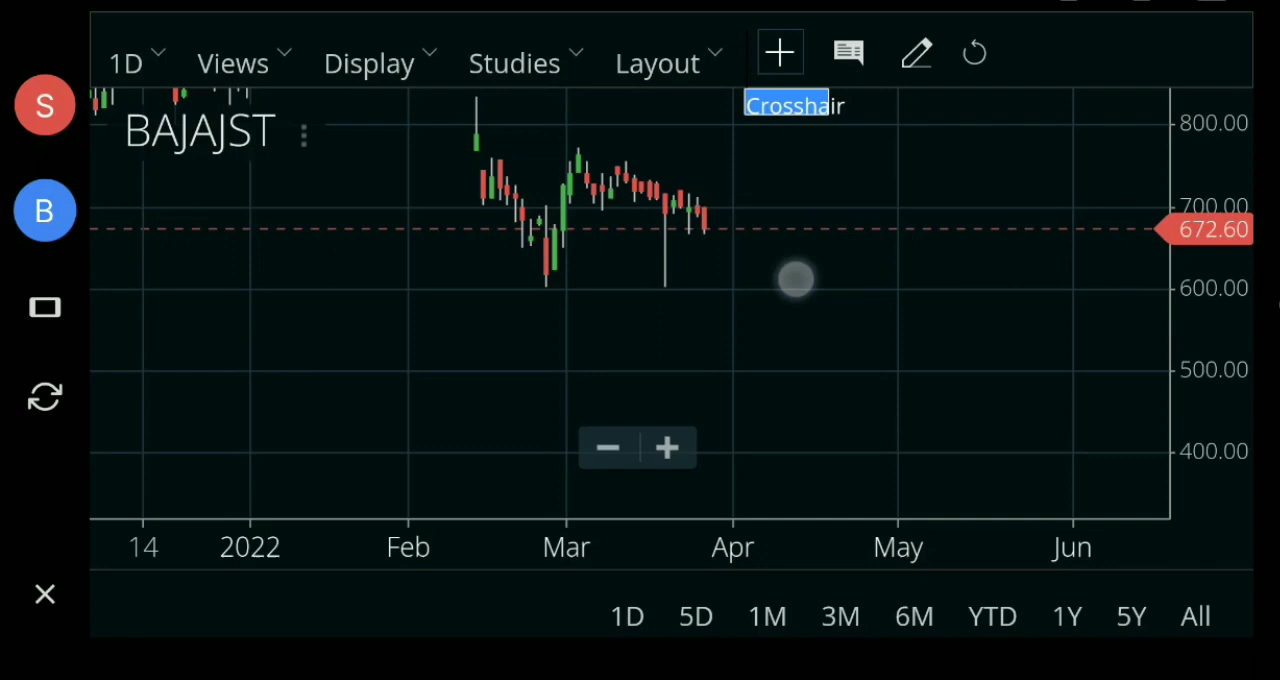 1D Views Display Studies Layout
S
Crosshair
BAJAJST
800.00
B
700.00
672.60
600.00
500.00
400.00
14 2022 Feb Mar Apr May Jun
1D 5D 1M 3M 6M YTD 1Y 5Y All